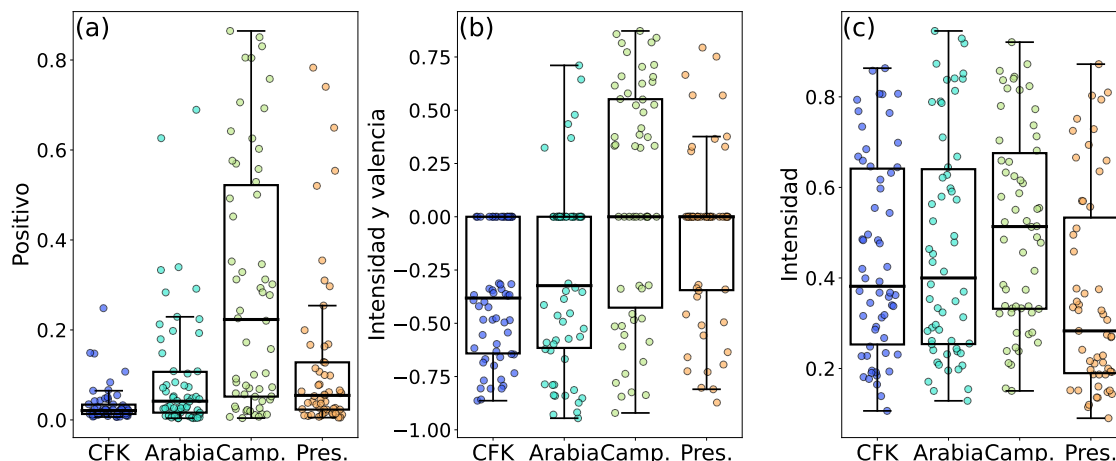 (a)
Positivo
0.8
0.6
0.4
0.2
0.0
CFK Arabia Camp. Pres.
(b)
Intensidad y valencia
0.75
0.50
0.25
0.00
−0.25
−0.50
−0.75
−1.00
CFK Arabia Camp. Pres.
(c)
Intensidad
0.8
0.6
0.4
0.2
CFK Arabia Camp. Pres.